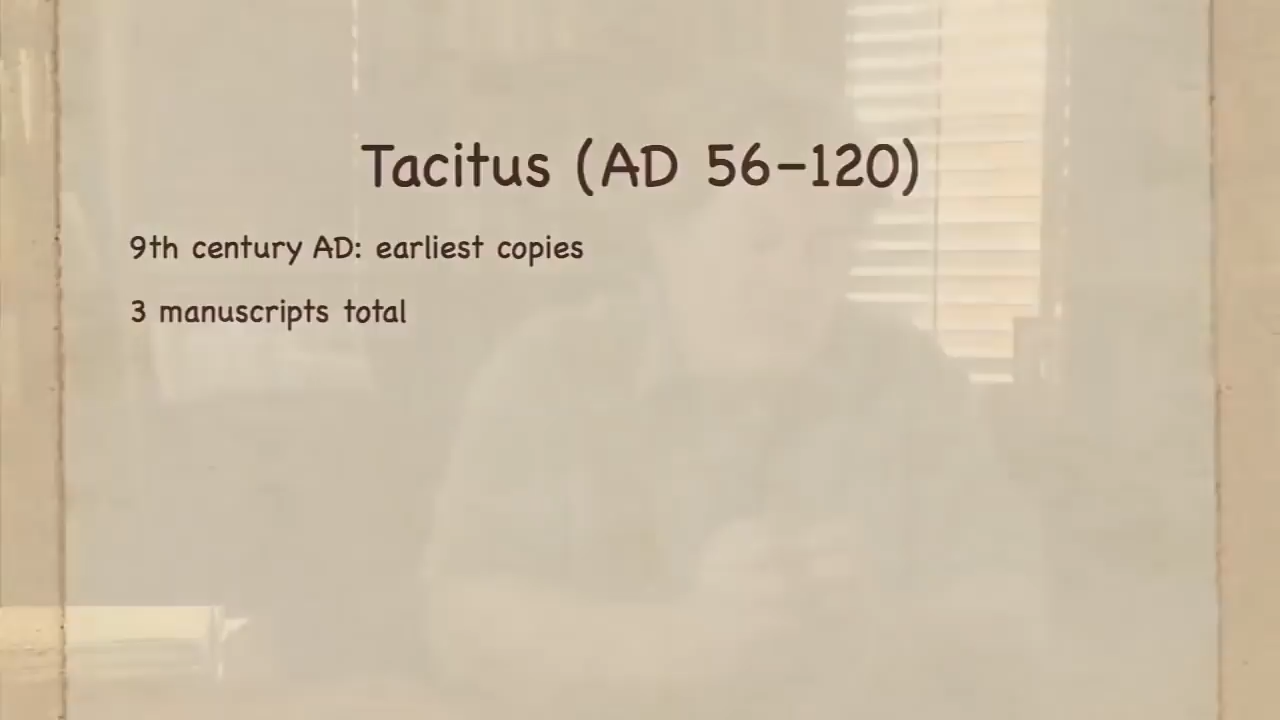 Tacitus (AD 56–120)
9th century AD: earliest copies
3 manuscripts total